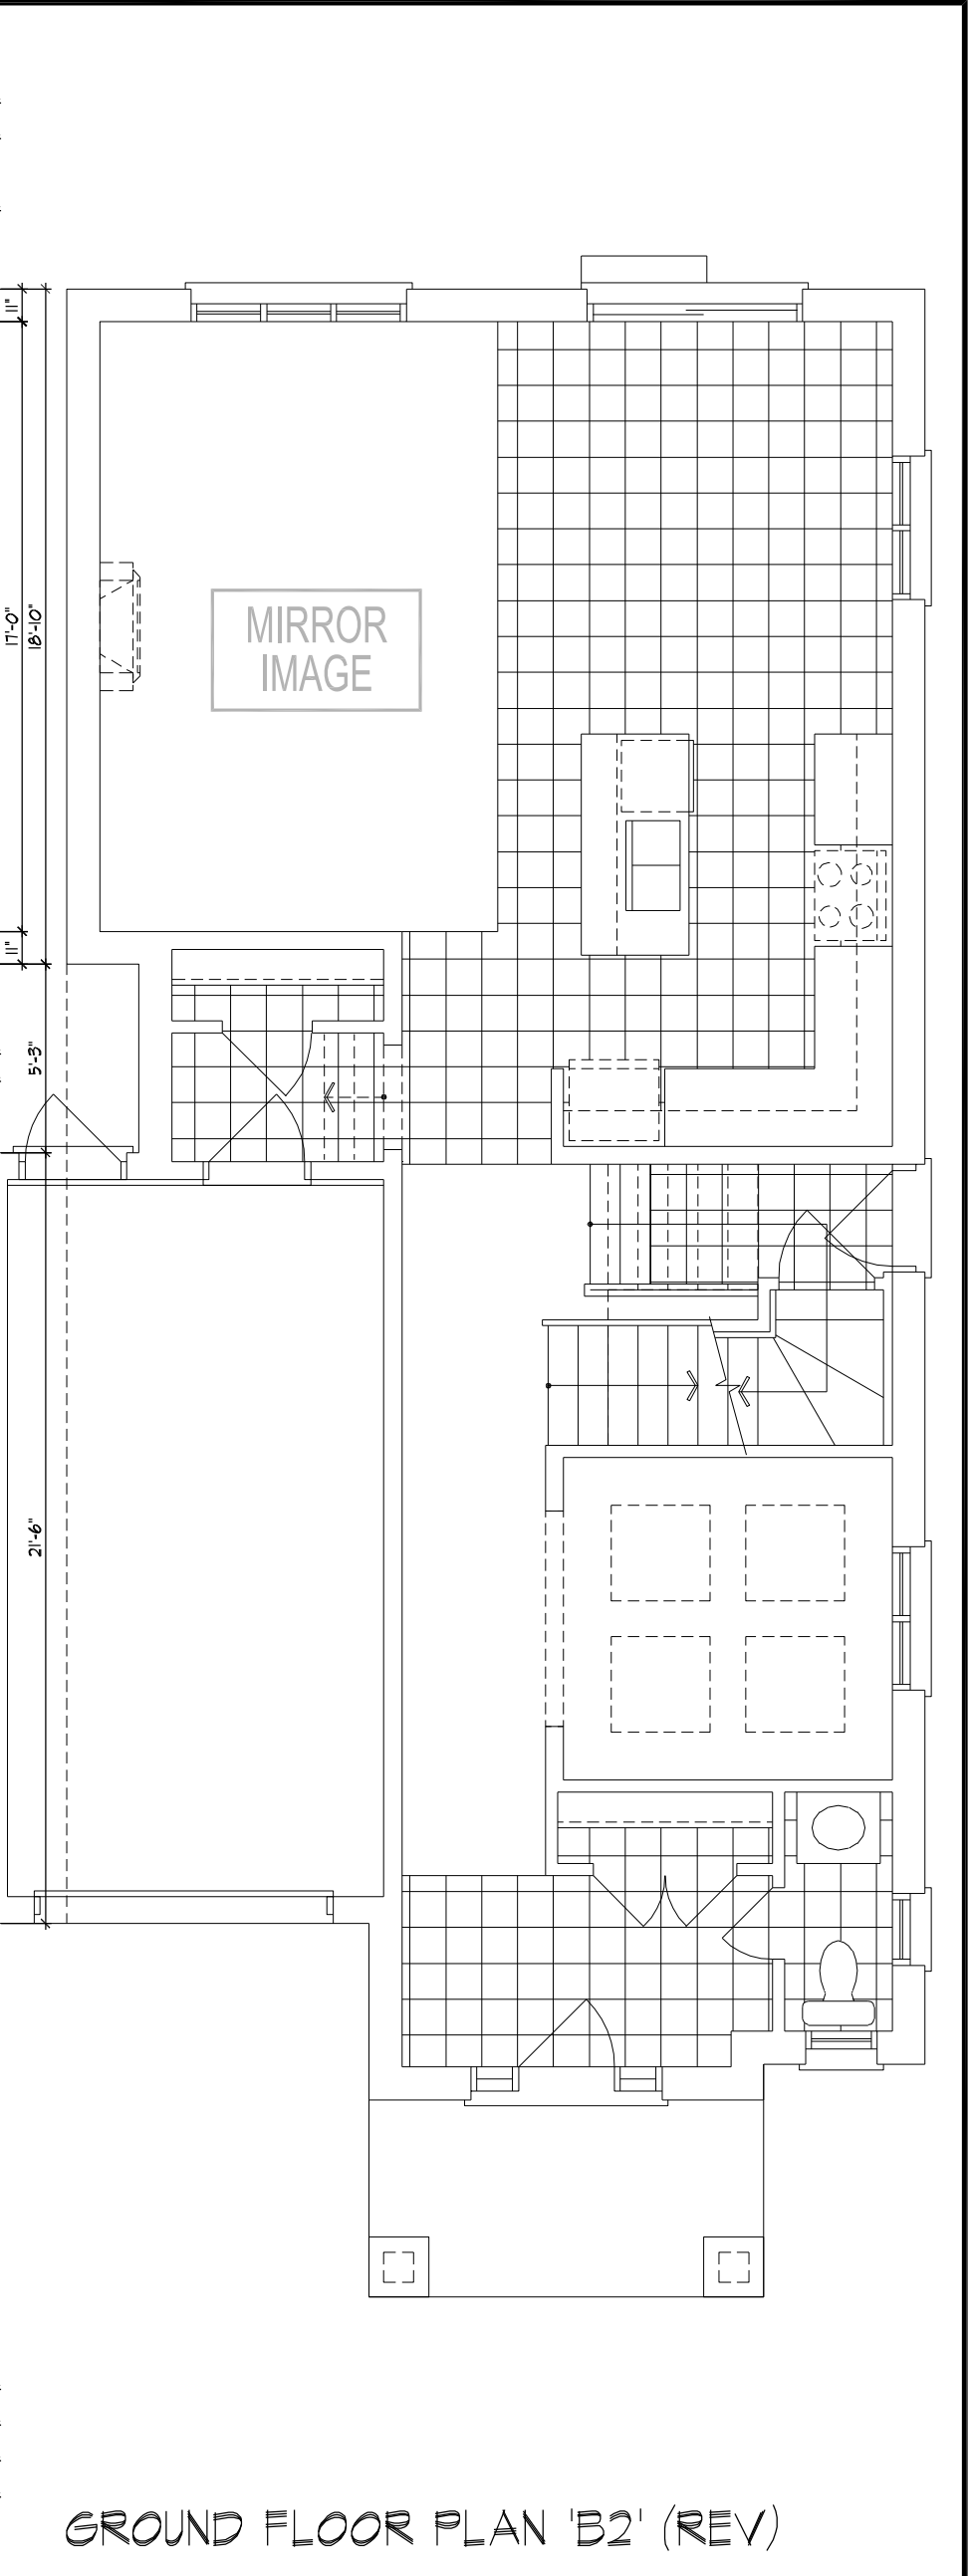 11"
17'-0"
18'-10"
MIRROR
IMAGE
11"
5'-3"
21'-6"
GROUND FLOOR PLAN 'B2' (REV)